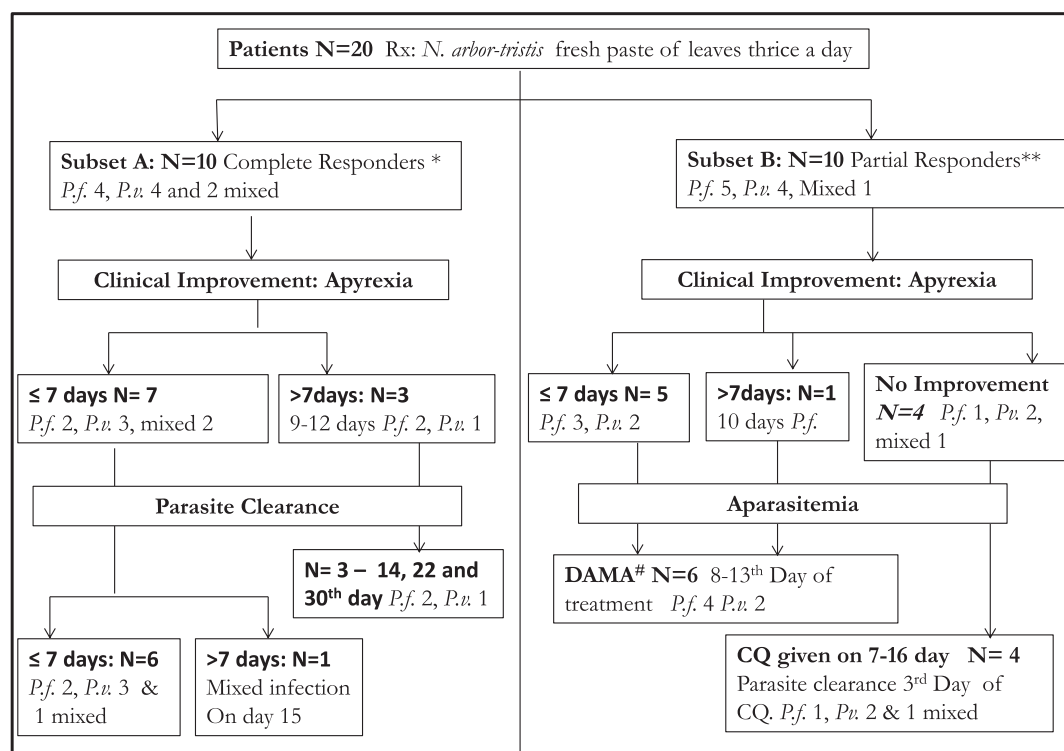 Patients N=20 Rx: N. arbor-tristis fresh paste of leaves thrice a day
Subset A: N=10 Complete Responders *
P.f. 4, P.v. 4 and 2 mixed
Subset B: N=10 Partial Responders**
P.f. 5, P.v. 4, Mixed 1
Clinical Improvement: Apyrexia
Clinical Improvement: Apyrexia
≤ 7 days N= 7
P.f. 2, P.v. 3, mixed 2
>7days: N=3
9-12 days P.f. 2, P.v. 1
≤ 7 days N= 5
P.f. 3, P.v. 2
>7days: N=1
10 days P.f.
No Improvement
N=4 P.f. 1, Pv. 2,
mixed 1
Parasite Clearance
Aparasitemia
N= 3 – 14, 22 and
30th day P.f. 2, P.v. 1
DAMA# N=6 8-13th Day of
treatment P.f. 4 P.v. 2
≤ 7 days: N=6
P.f. 2, P.v. 3 &
1 mixed
>7 days: N=1
Mixed infection
On day 15
CQ given on 7-16 day N= 4
Parasite clearance 3rd Day of
CQ. P.f. 1, Pv. 2 & 1 mixed